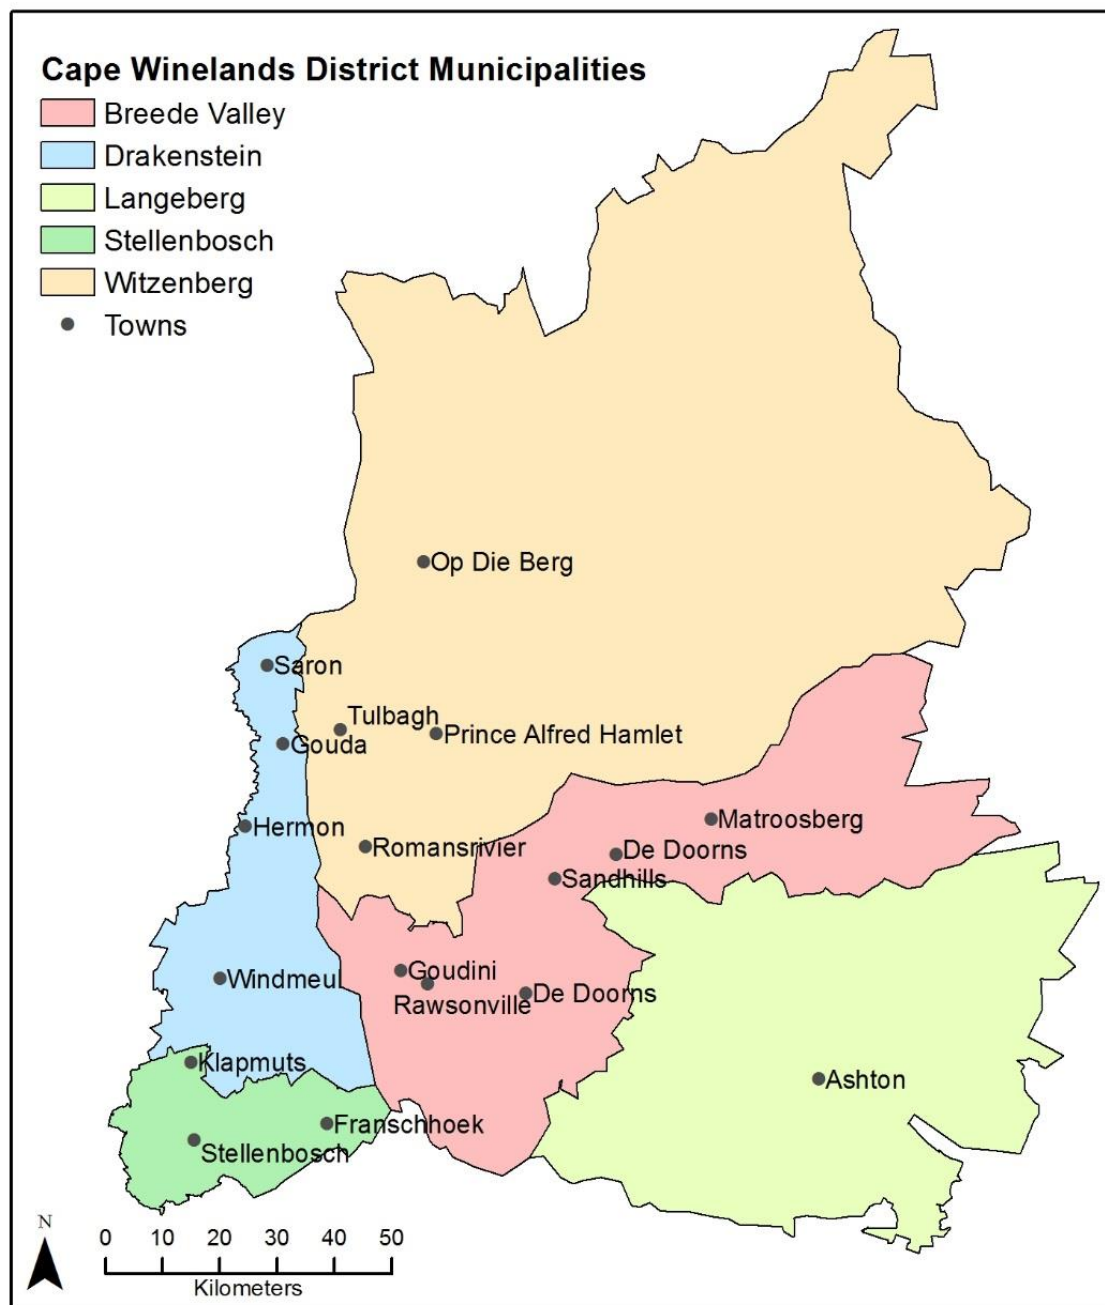 Cape Winelands District Municipalities
Breede Valley
Drakenstein
Langeberg
Stellenbosch
Witzenberg
Towns
Op Die Berg
Saron
Tulbagh
Gouda
Prince Alfred Hamlet
Hermon
Romansrivier
Matroosberg
De Doorns
Sandhills
Goudini
Windmeul
Rawsonville
De Doorns
Klapmuts
Ashton
Franschhoek
Stellenbosch
N
0 10 20 30 40 50
Kilometers